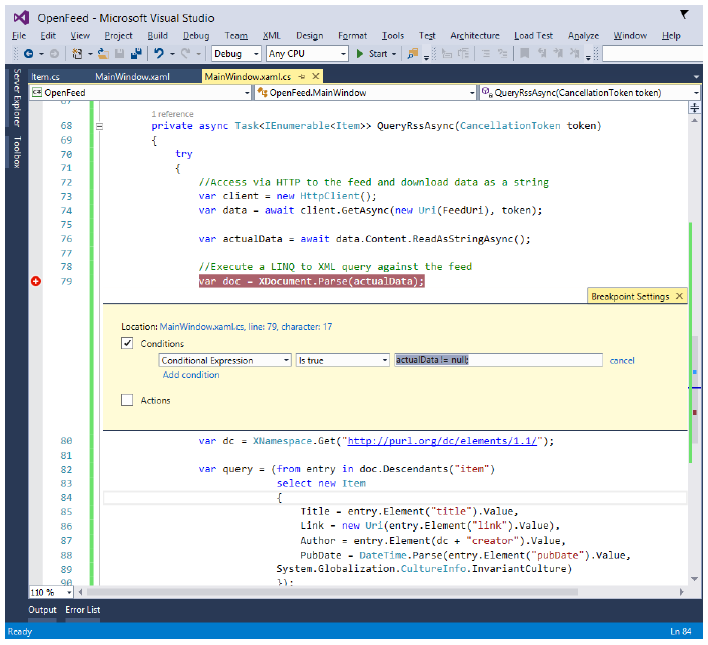 OpenFeed - Microsoft Visual Studio
File Edit View Project Build Debug Team XML Design Format Tools Test Architecture Load Test Analyze Window Help
Debug Any CPU Start
Item.cs MainWindow.xaml MainWindow.xaml.cs
OpenFeed OpenFeed.MainWindow QueryRssAsync(CancellationToken token)
Server Explorer
Toolbox
67
1 reference
68 private async Task<IEnumerable<Item>> QueryRssAsync(CancellationToken token)
69 {
70 try
71 {
72 //Access via HTTP to the feed and download data as a string
73 var client = new HttpClient();
74 var data = await client.GetAsync(new Uri(FeedUri), token);
75
76 var actualData = await data.Content.ReadAsStringAsync();
77
78 //Execute a LINQ to XML query against the feed
79 var doc = XDocument.Parse(actualData);
Breakpoint Settings
Location: MainWindow.xaml.cs, line: 79, character: 17
Conditions
Conditional Expression Is true actualData != null; cancel
Add condition
Actions
80 var dc = XNamespace.Get("http://purl.org/dc/elements/1.1/");
81
82 var query = (from entry in doc.Descendants("item")
83 select new Item
84 {
85 Title = entry.Element("title").Value,
86 Link = new Uri(entry.Element("link").Value),
87 Author = entry.Element(dc + "creator").Value,
88 PubDate = DateTime.Parse(entry.Element("pubDate").Value,
89 System.Globalization.CultureInfo.InvariantCulture)
90 });
110 %
Output Error List
Ready Ln 84